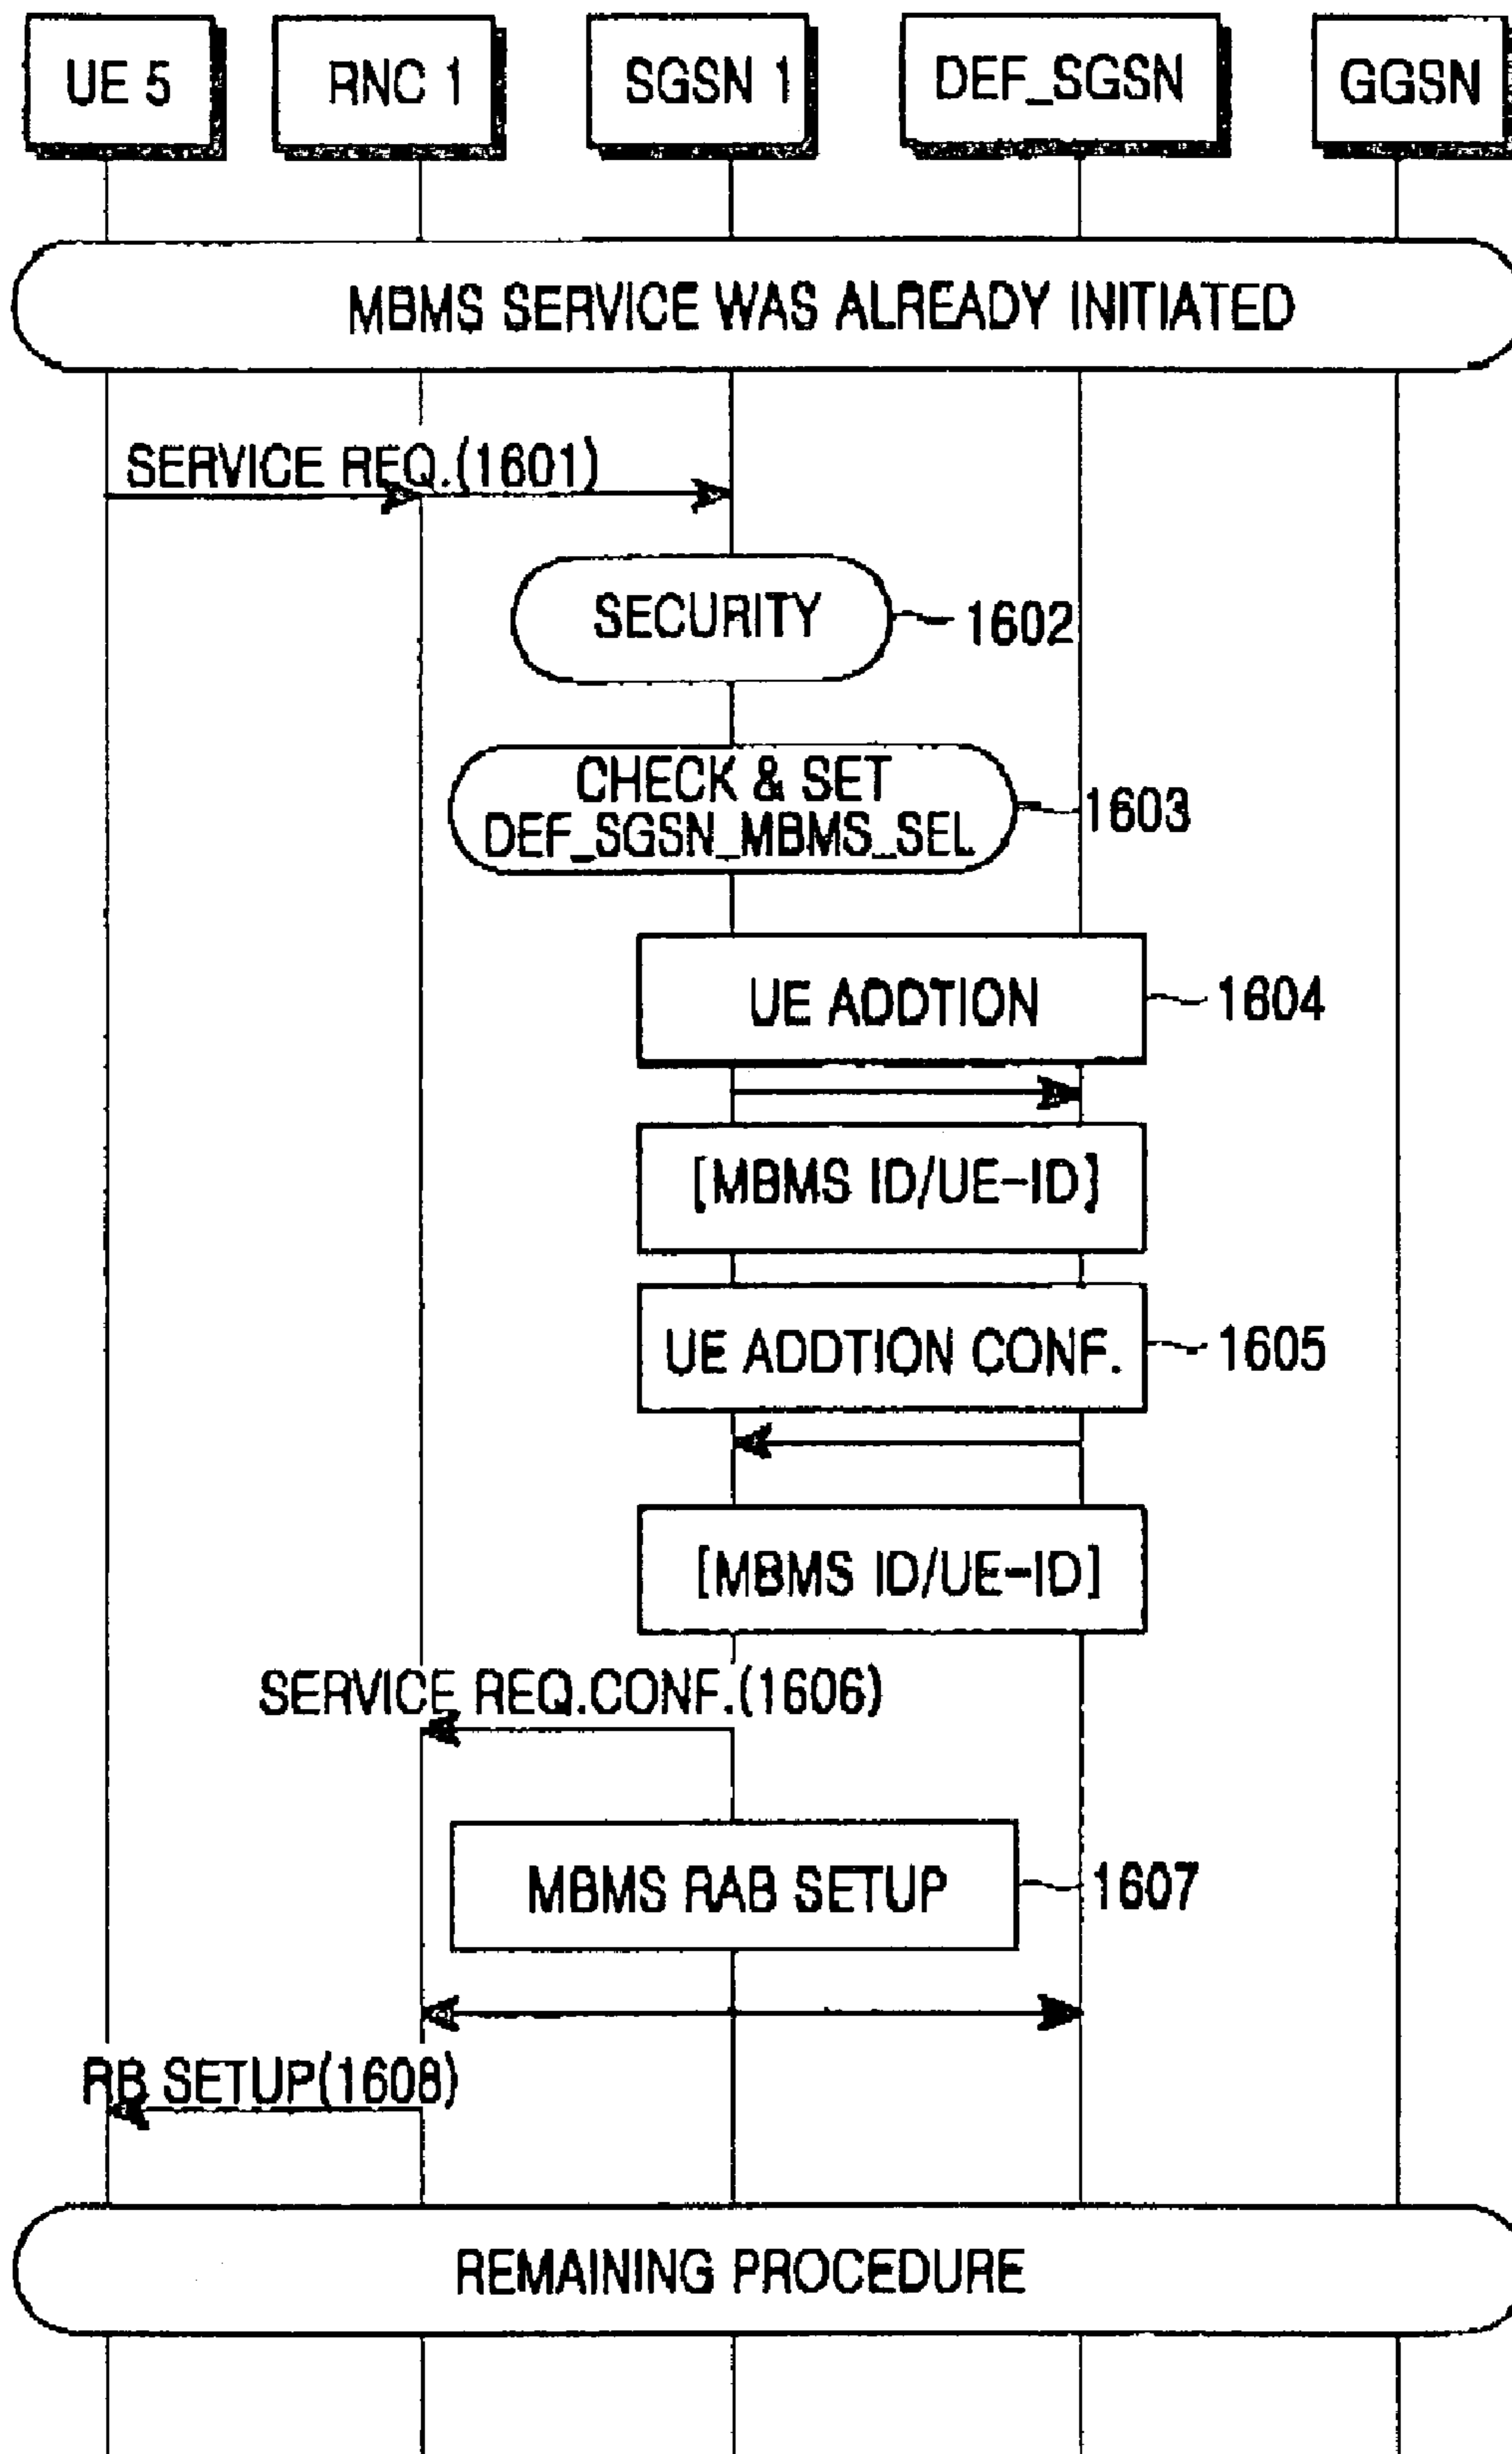 UE 5
RNC 1
SGSN 1
DEF_SGSN
GGSN
MBMS SERVICE WAS ALREADY INITIATED
SERVICE REQ.(1601)
SECURITY
1602
CHECK & SET
DEF_SGSN_MBMS_SEL
1603
UE ADDTION
1604
[MBMS ID/UE-ID]
UE ADDTION CONF.
1605
[MBMS ID/UE-ID]
SERVICE REQ.CONF.(1606)
MBMS RAB SETUP
1607
RB SETUP(1608)
REMAINING PROCEDURE